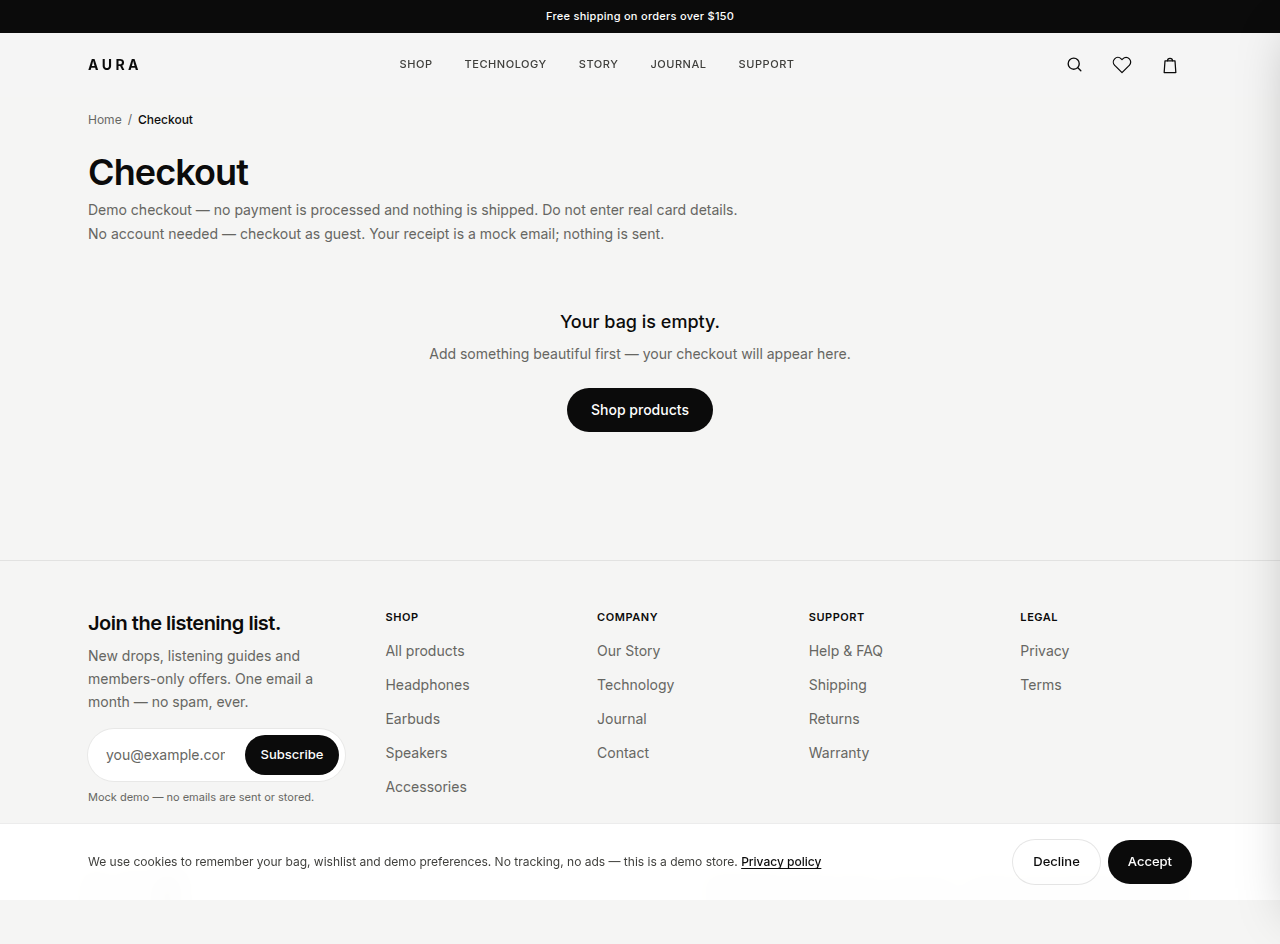 Free shipping on orders over $150
AURA
SHOP
TECHNOLOGY
STORY
JOURNAL
SUPPORT
Home / Checkout
Checkout
Demo checkout — no payment is processed and nothing is shipped. Do not enter real card details.
No account needed — checkout as guest. Your receipt is a mock email; nothing is sent.
Your bag is empty.
Add something beautiful first — your checkout will appear here.
Shop products
Join the listening list.
New drops, listening guides and
members-only offers. One email a
month — no spam, ever.
you@example.cor
Subscribe
Mock demo — no emails are sent or stored.
SHOP
All products
Headphones
Earbuds
Speakers
Accessories
COMPANY
Our Story
Technology
Journal
Contact
SUPPORT
Help & FAQ
Shipping
Returns
Warranty
LEGAL
Privacy
Terms
We use cookies to remember your bag, wishlist and demo preferences. No tracking, no ads — this is a demo store. Privacy policy
Decline
Accept